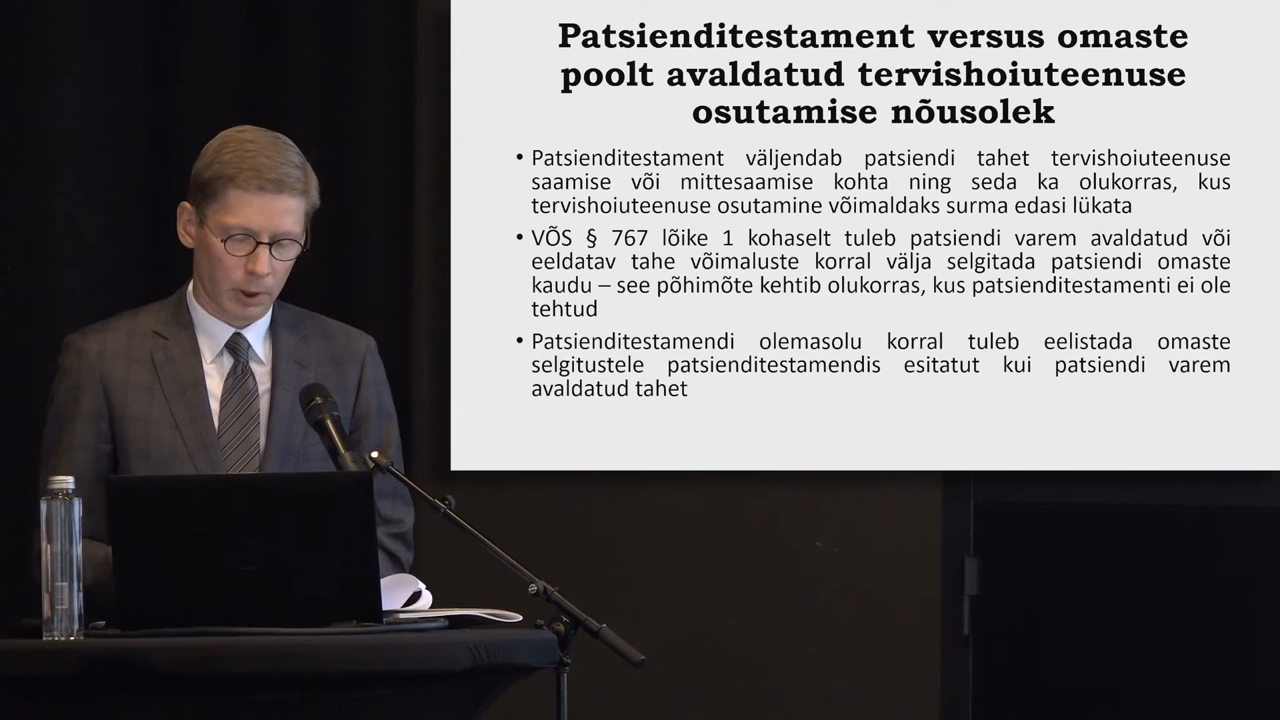 Patsienditestament versus omaste
poolt avaldatud tervishoiuteenuse
osutamise nõusolek
• Patsienditestament väljendab patsiendi tahet tervishoiuteenuse
saamise või mittesaamise kohta ning seda ka olukorras, kus
tervishoiuteenuse osutamine võimaldaks surma edasi lükata
• VÕS § 767 lõike 1 kohaselt tuleb patsiendi varem avaldatud või
eeldatav tahe võimaluste korral välja selgitada patsiendi omaste
kaudu – see põhimõte kehtib olukorras, kus patsienditestamenti ei ole
tehtud
• Patsienditestamendi olemasolu korral tuleb eelistada omaste
selgitustele patsienditestamendis esitatut kui patsiendi varem
avaldatud tahet